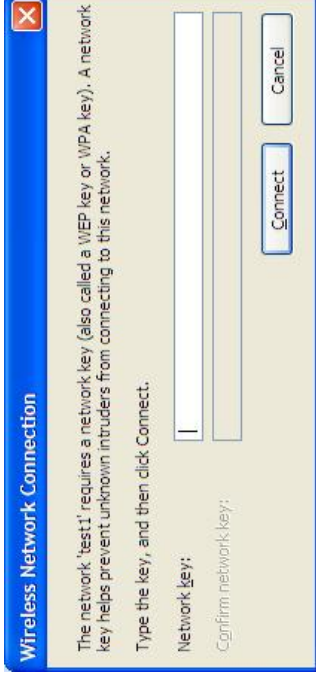 Wireless Network Connection
The network 'test1' requires a network key (also called a WEP key or WPA key). A network
key helps prevent unknown intruders from connecting to this network.
Type the key, and then click Connect.
Network key:
Confirm network key:
Connect Cancel